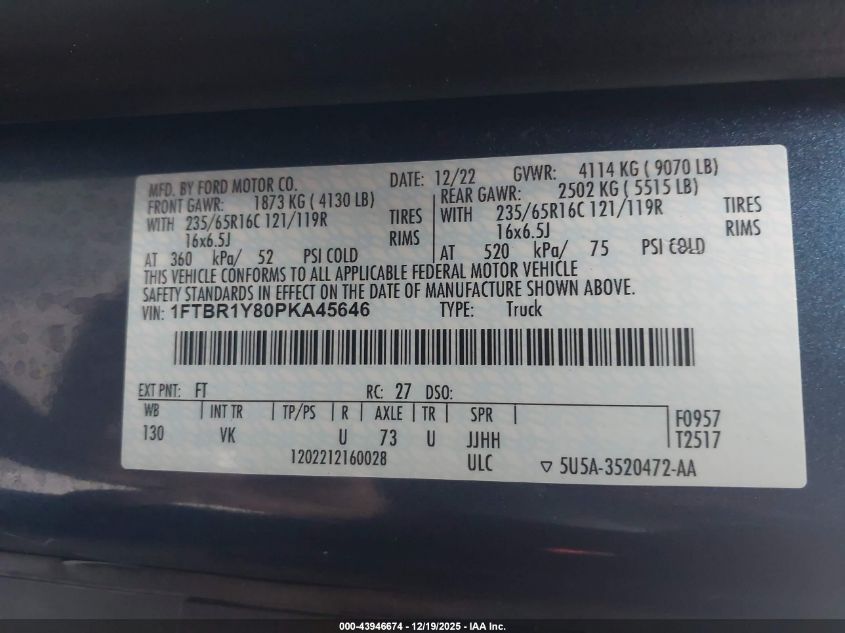 MFD. BY FORD MOTOR CO. DATE: 12/22 GVWR: 4114 KG ( 9070 LB)
FRONT GAWR: 1873 KG ( 4130 LB) REAR GAWR: 2502 KG ( 5515 LB)
WITH 235/65R16C 121/119R TIRES WITH 235/65R16C 121/119R TIRES
16x6.5J RIMS 16x6.5J RIMS
AT 360 kPa/ 52 PSI COLD AT 520 kPa/ 75 PSI COLD
THIS VEHICLE CONFORMS TO ALL APPLICABLE FEDERAL MOTOR VEHICLE
SAFETY STANDARDS IN EFFECT ON THE DATE OF MANUFACTURE SHOWN ABOVE.
VIN: 1FTBR1Y80PKA45646 TYPE: Truck
EXT PNT: FT RC: 27 DSO:
WB INT TR TP/PS R AXLE TR SPR F0957
130 VK U 73 U JJHH T2517
1202212160028 ULC ▽ 5U5A-3520472-AA
000-43946674 - 12/19/2025 - IAA Inc.